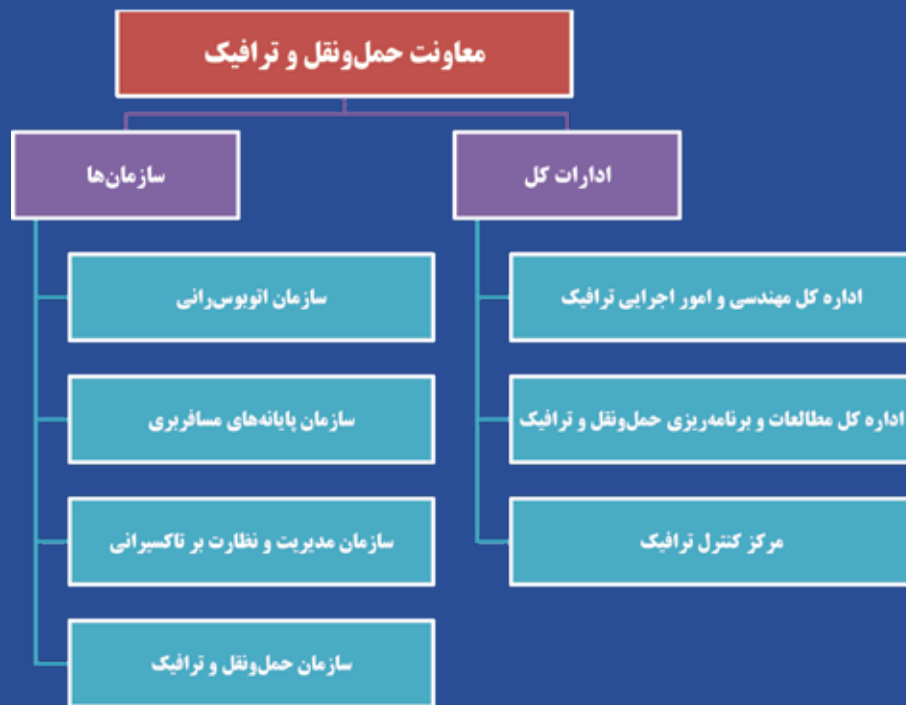 معاونت حمل‌ونقل و ترافیک
ادارات کل
سازمان‌ها
اداره کل مهندسی و امور اجرایی ترافیک
اداره کل مطالعات و برنامه‌ریزی حمل‌ونقل و ترافیک
مرکز کنترل ترافیک
سازمان اتوبوس‌رانی
سازمان پایانه‌های مسافربری
سازمان مدیریت و نظارت بر تاکسیرانی
سازمان حمل‌ونقل و ترافیک